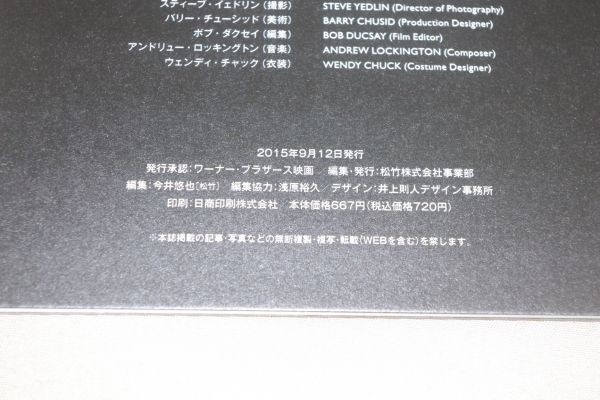 スティーブ・イェドリン(撮影) STEVE YEDLIN (Director of Photography)
バリー・チューシッド(美術) BARRY CHUSID (Production Designer)
ボブ・ダクセイ(編集) BOB DUCSAY (Film Editor)
アンドリュー・ロッキングトン(音楽) ANDREW LOCKINGTON (Composer)
ウェンディ・チャック(衣装) WENDY CHUCK (Costume Designer)
2015年9月12日発行
発行承認：ワーナー・ブラザース映画／編集・発行：松竹株式会社事業部
編集：今井悠也[松竹] 編集協力：浅原裕久／デザイン：井上則人デザイン事務所
印刷：日商印刷株式会社／本体価格667円(税込価格720円)
※本誌掲載の記事・写真などの無断複製・複写・転載(WEBを含む)を禁じます。